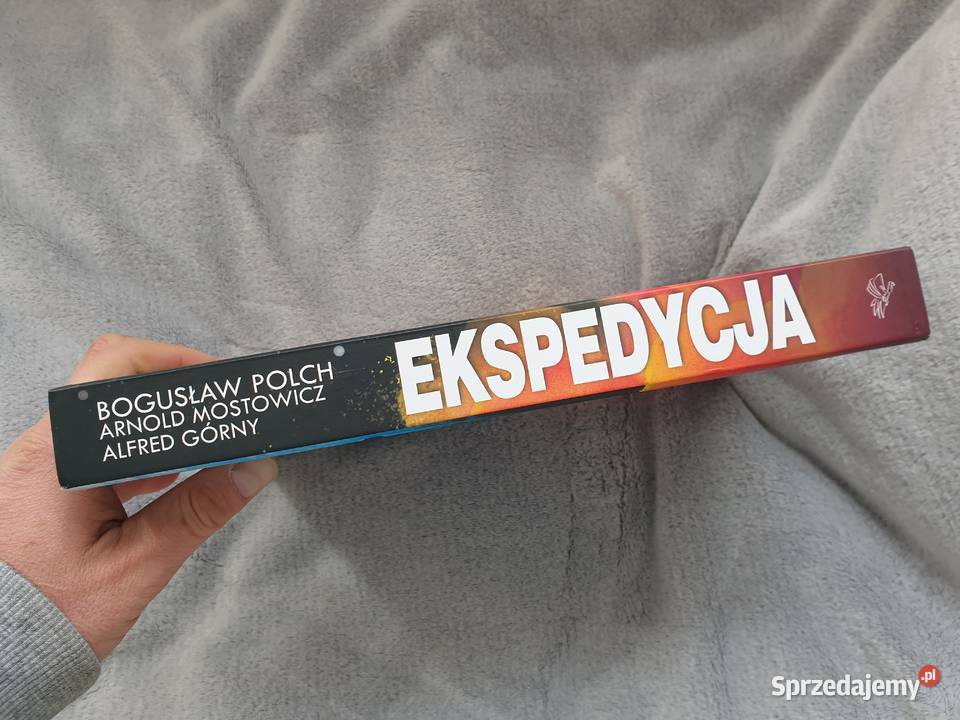 BOGUSŁAW POLCH
ARNOLD MOSTOWICZ
ALFRED GÓRNY
EKSPEDYCJA
Sprzedajemy.pl